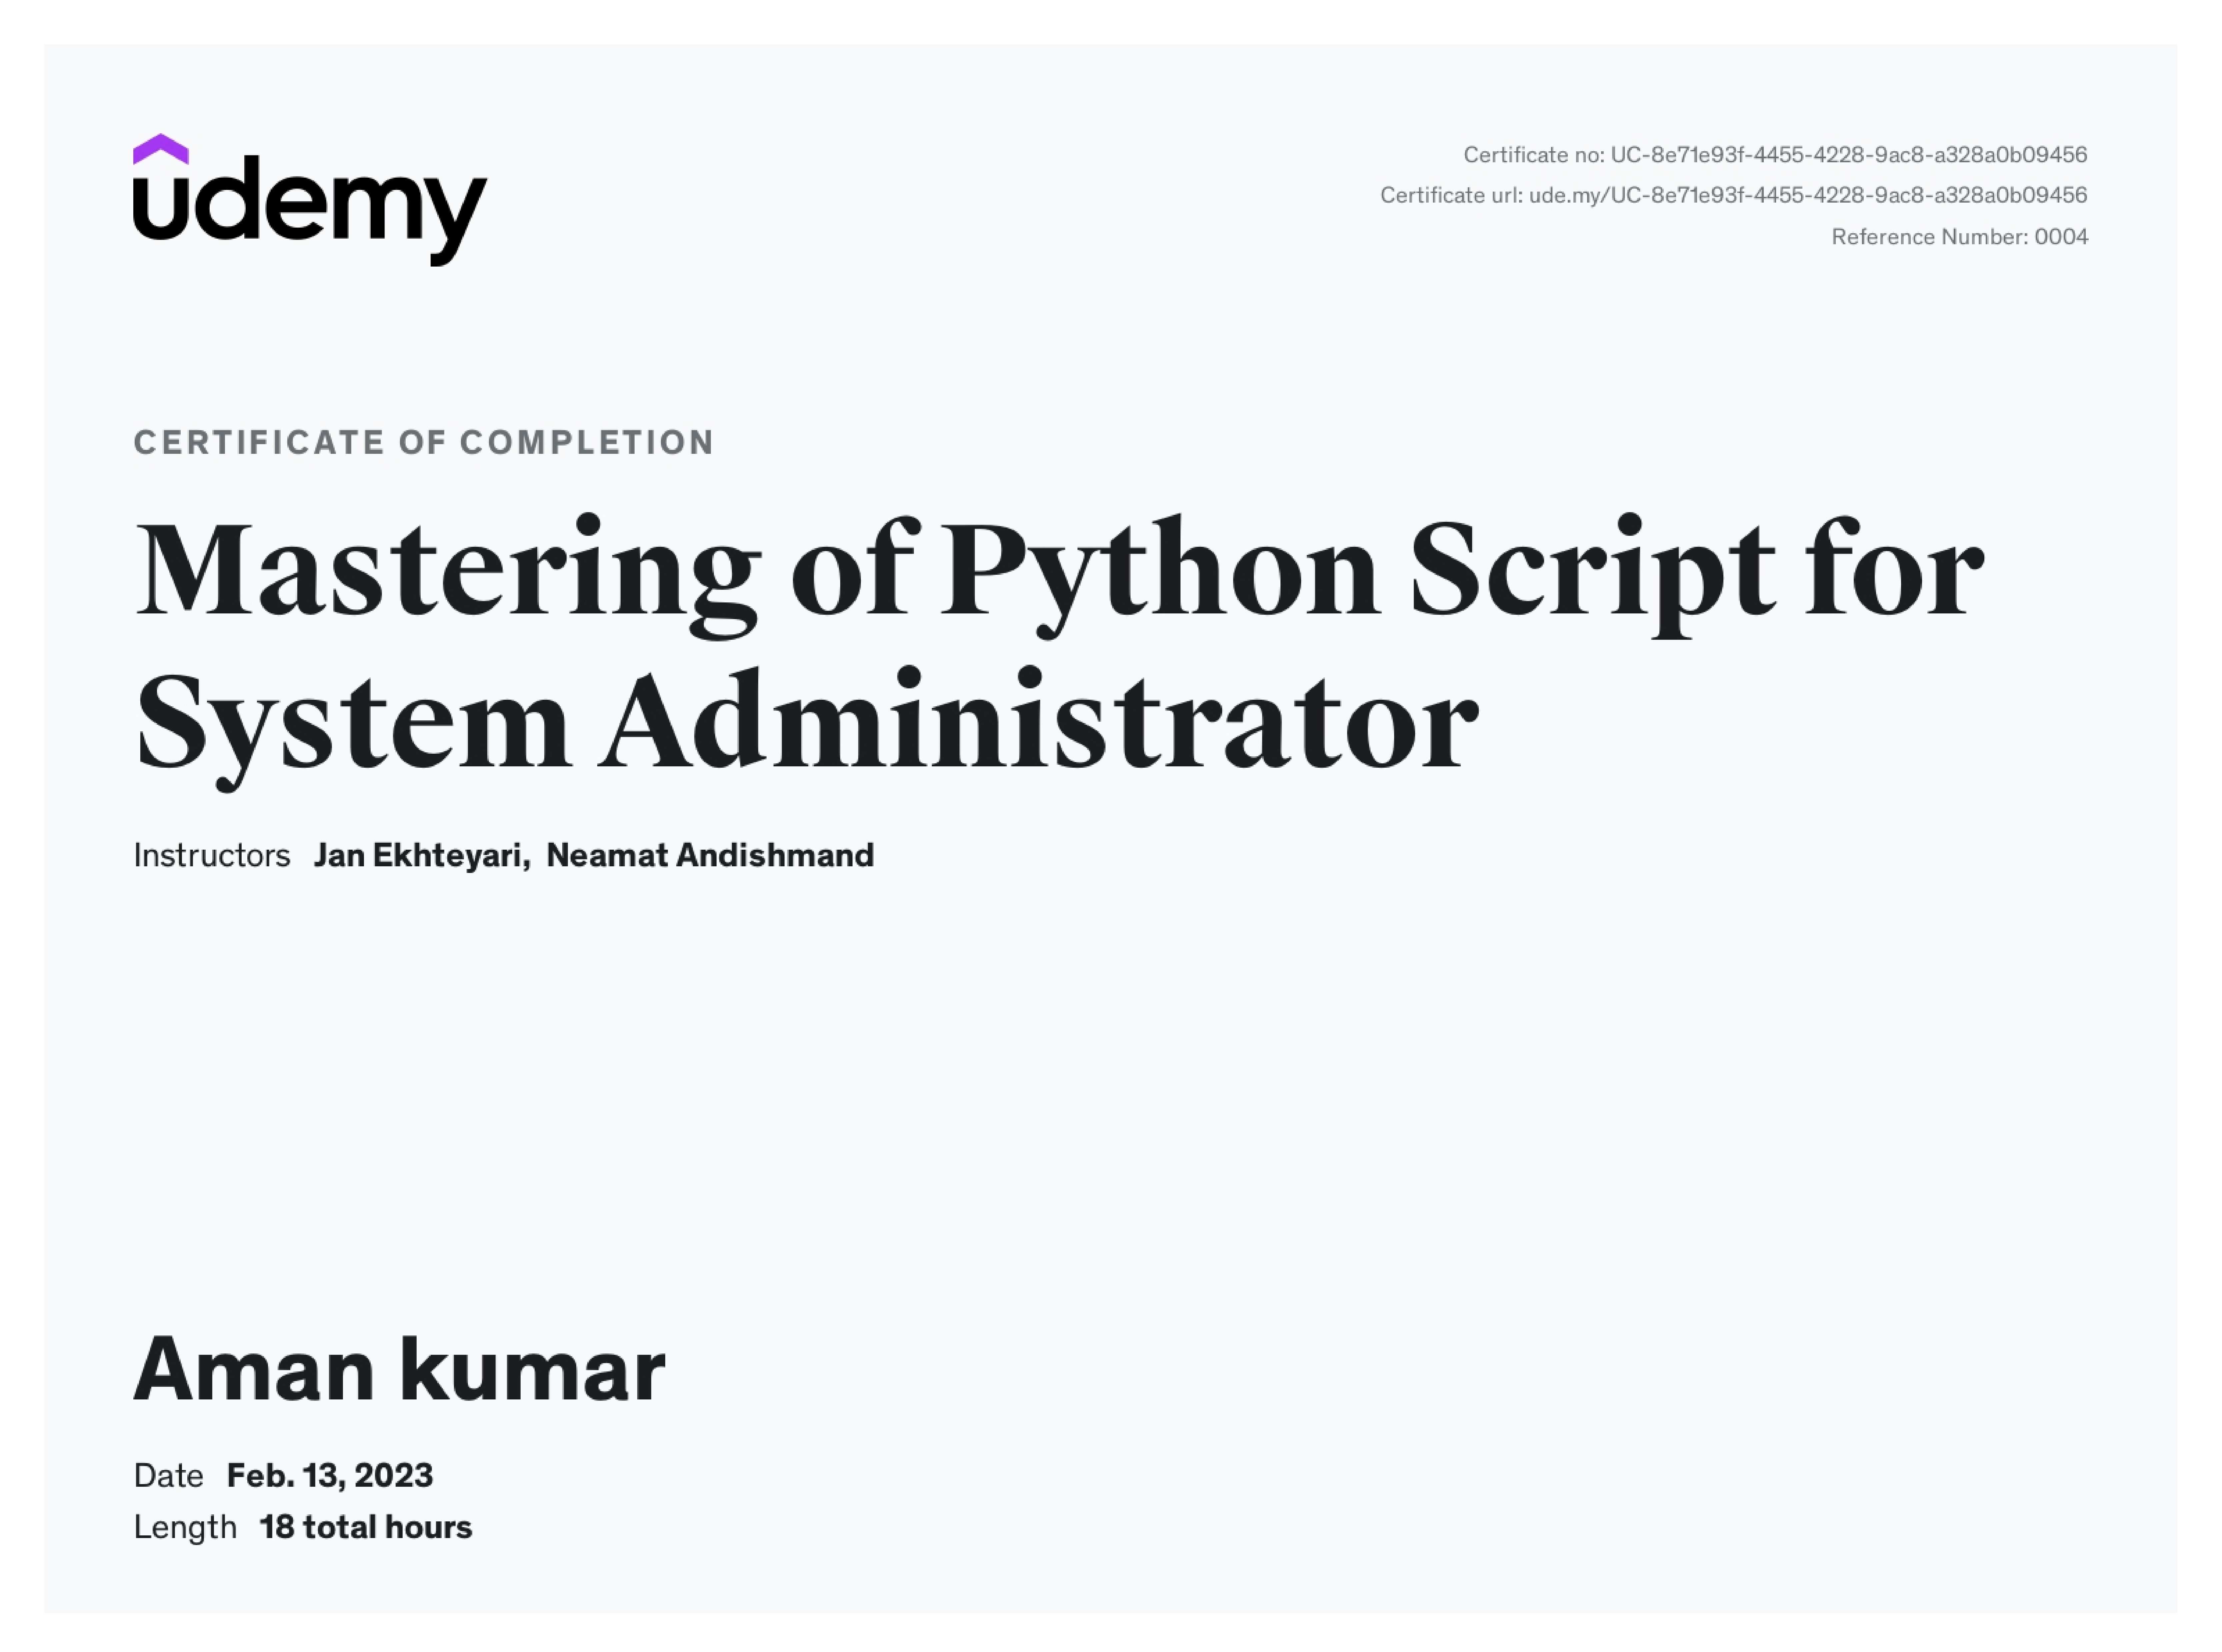 udemy
Certificate no: UC-8e71e93f-4455-4228-9ac8-a328a0b09456
Certificate url: ude.my/UC-8e71e93f-4455-4228-9ac8-a328a0b09456
Reference Number: 0004
CERTIFICATE OF COMPLETION
Mastering of Python Script for
System Administrator
Instructors Jan Ekhteyari, Neamat Andishmand
Aman kumar
Date Feb. 13, 2023
Length 18 total hours